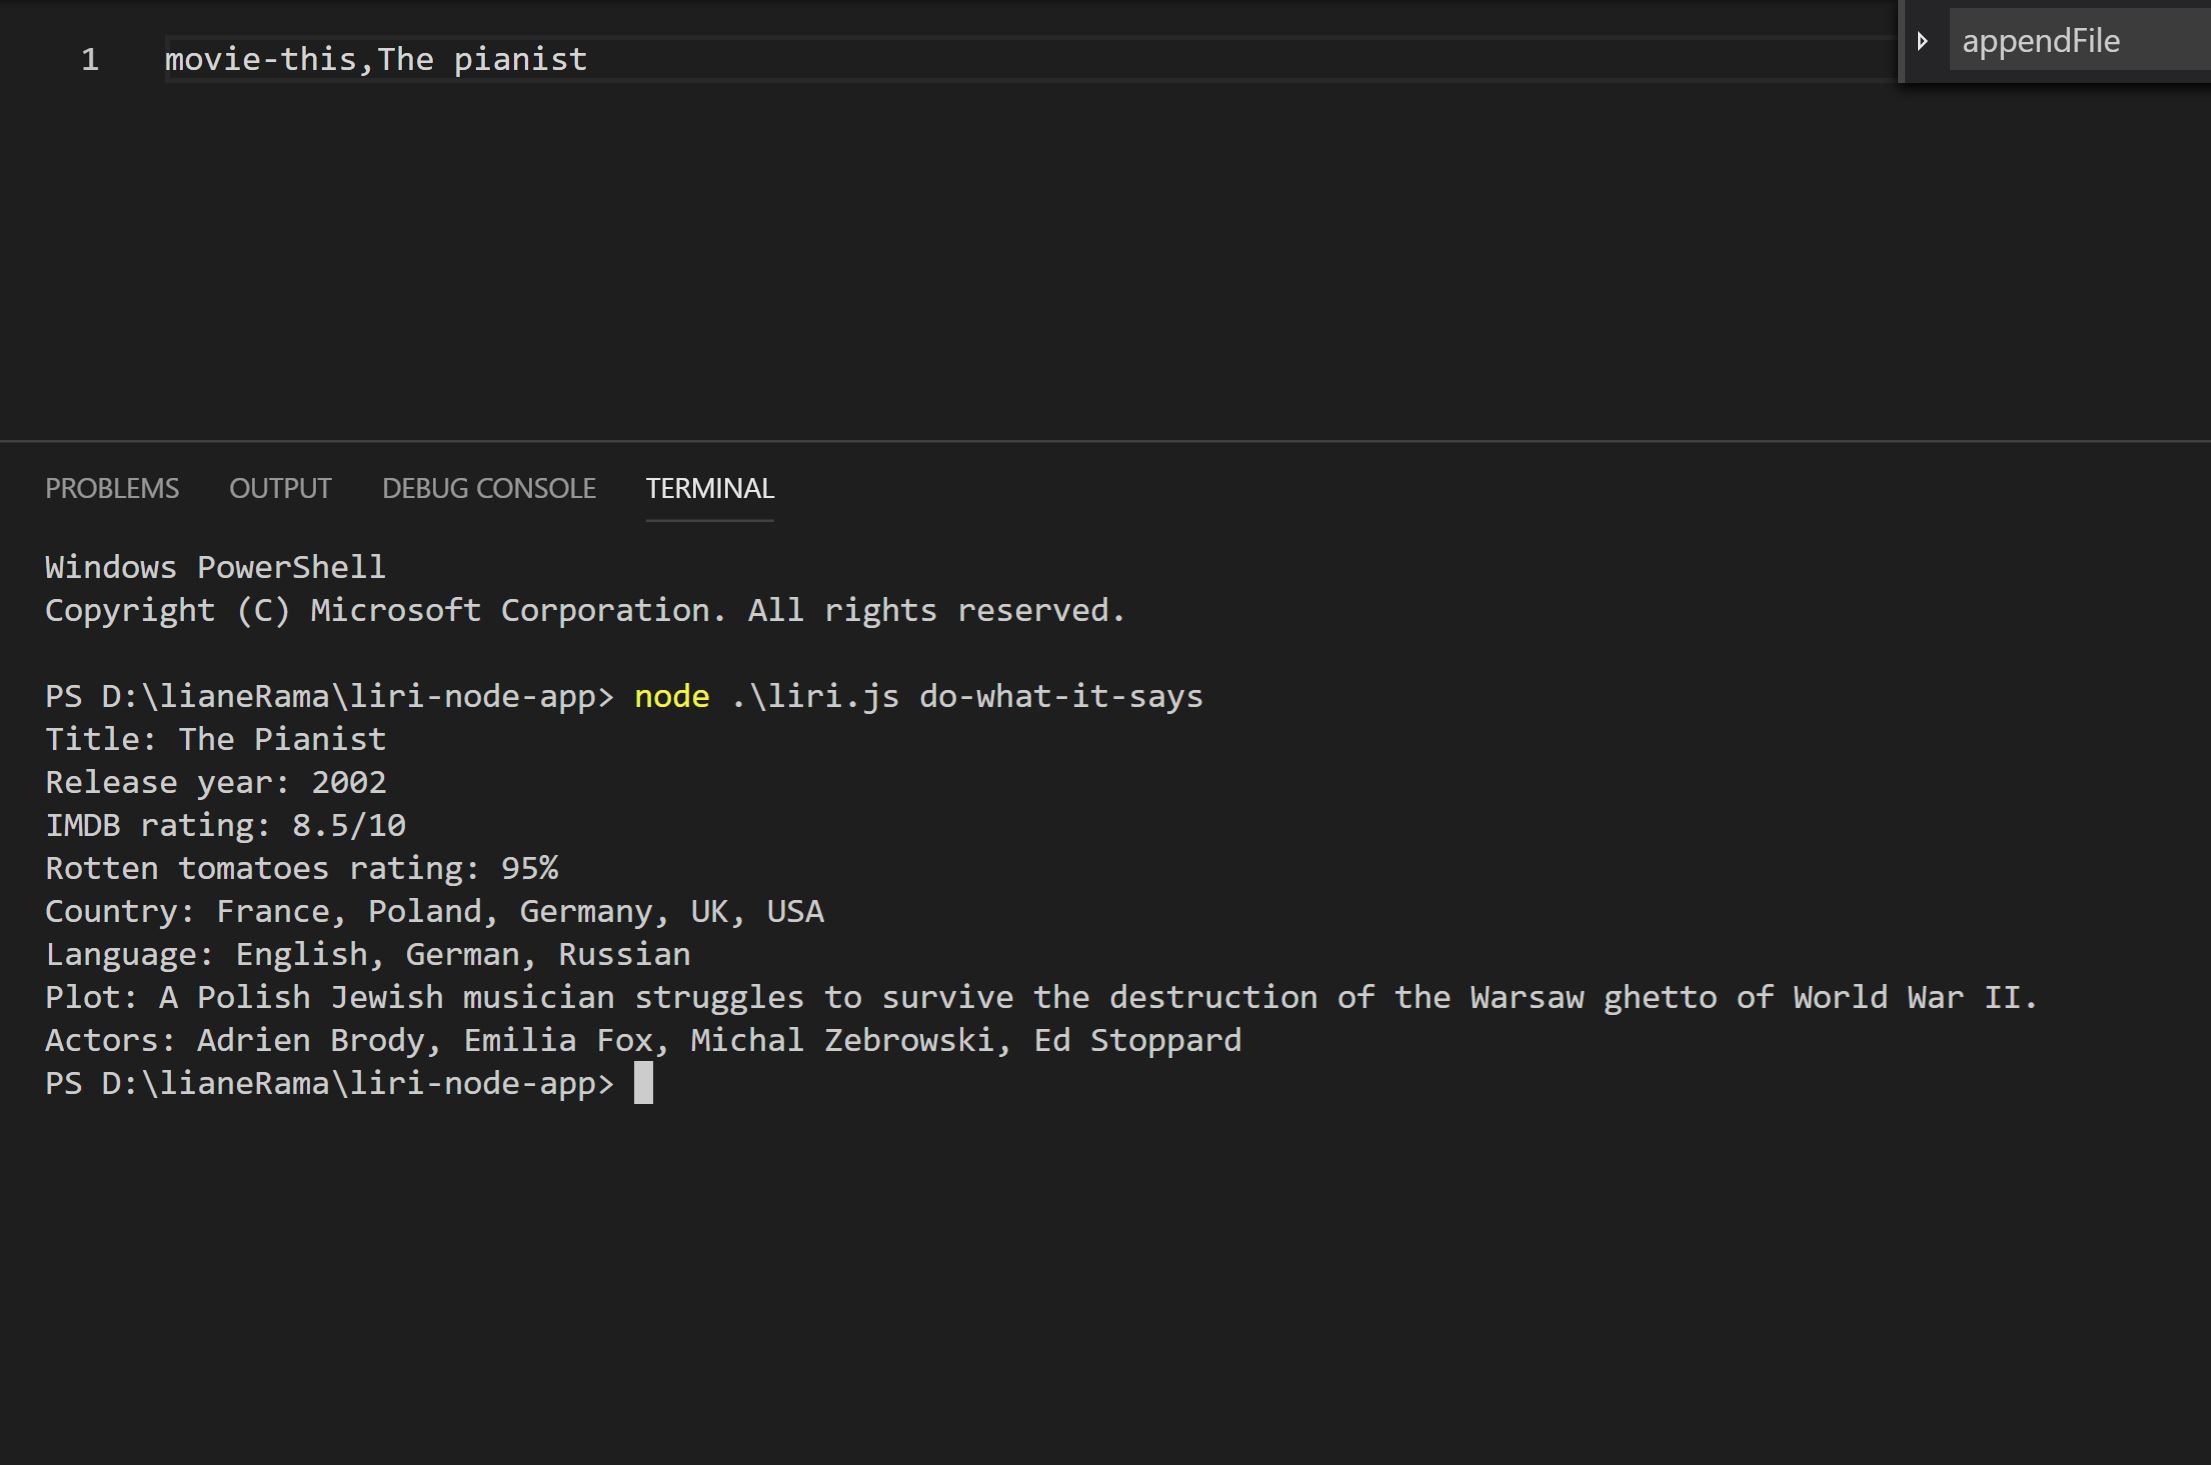 1 movie-this,The pianist
appendFile
PROBLEMS OUTPUT DEBUG CONSOLE TERMINAL
Windows PowerShell
Copyright (C) Microsoft Corporation. All rights reserved.
PS D:\lianeRama\liri-node-app> node .\liri.js do-what-it-says
Title: The Pianist
Release year: 2002
IMDB rating: 8.5/10
Rotten tomatoes rating: 95%
Country: France, Poland, Germany, UK, USA
Language: English, German, Russian
Plot: A Polish Jewish musician struggles to survive the destruction of the Warsaw ghetto of World War II.
Actors: Adrien Brody, Emilia Fox, Michal Zebrowski, Ed Stoppard
PS D:\lianeRama\liri-node-app>